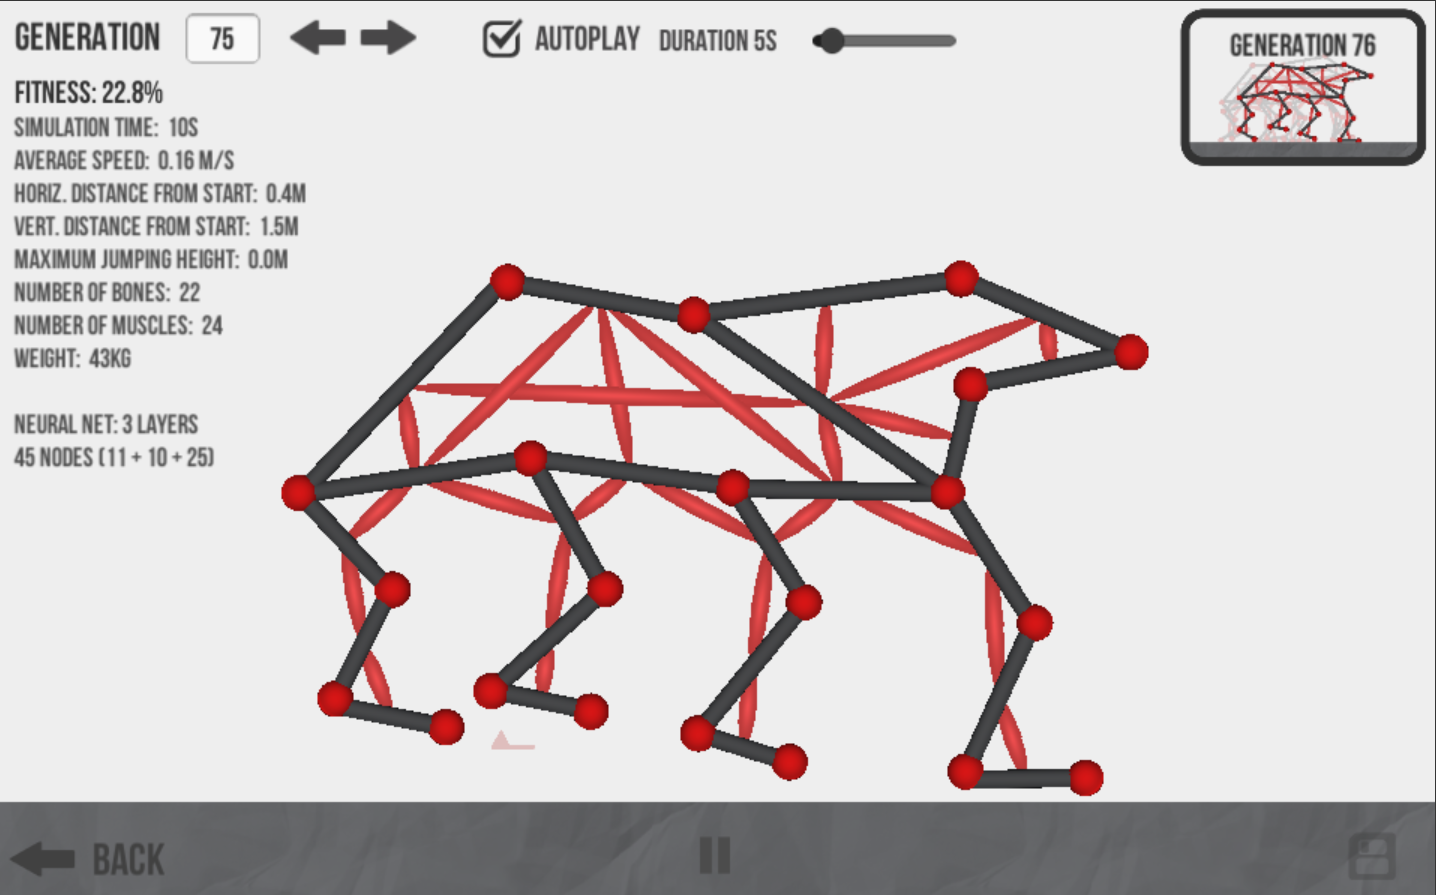 GENERATION 75
AUTOPLAY DURATION 5S
GENERATION 76
FITNESS: 22.8%
SIMULATION TIME: 10S
AVERAGE SPEED: 0.16 M/S
HORIZ. DISTANCE FROM START: 0.4M
VERT. DISTANCE FROM START: 1.5M
MAXIMUM JUMPING HEIGHT: 0.0M
NUMBER OF BONES: 22
NUMBER OF MUSCLES: 24
WEIGHT: 43KG
NEURAL NET: 3 LAYERS
45 NODES (11 + 10 + 25)
BACK